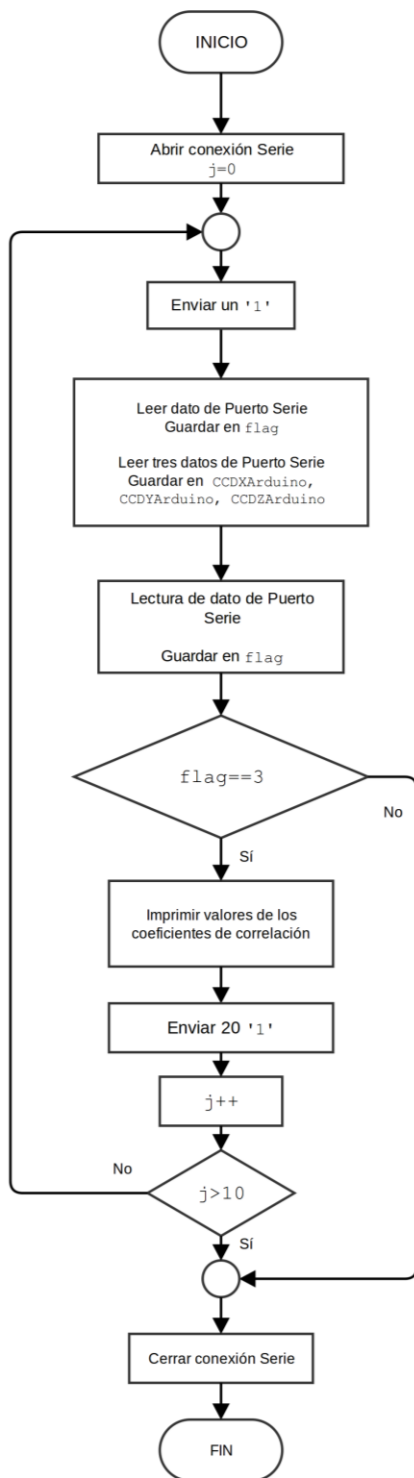 INICIO
Abrir conexión Serie
j=0
Enviar un '1'
Leer dato de Puerto Serie
Guardar en flag
Leer tres datos de Puerto Serie
Guardar en CCDXArduino,
CCDYArduino, CCDZArduino
Lectura de dato de Puerto
Serie
Guardar en flag
flag==3
No
Sí
Imprimir valores de los
coeficientes de correlación
Enviar 20 '1'
j++
No
j>10
Sí
Cerrar conexión Serie
FIN